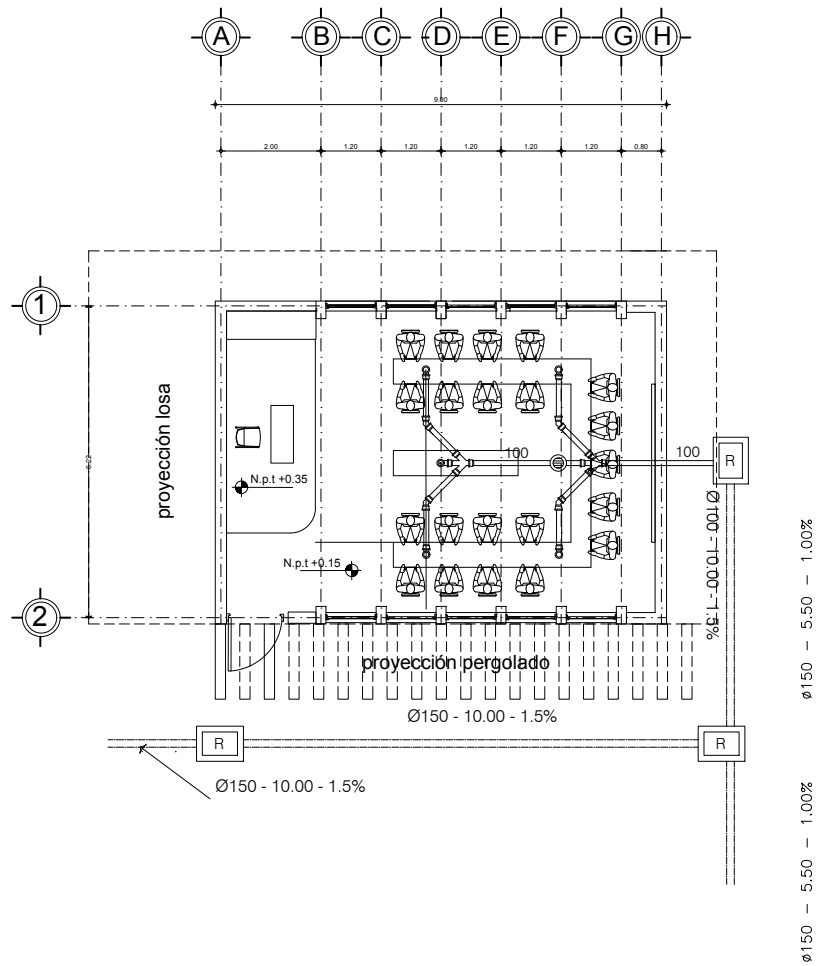 A B C D E F G H
2.00 1.20 1.20 1.20 1.20 1.20 0.80
1
proyección losa
6.22
100 100
R
N.p.t +0.35
N.p.t +0.15
Ø100 - 10.00 - 1.5%
ø150 - 5.50 - 1.00%
2
proyección pergolado
Ø150 - 10.00 - 1.5%
R R
Ø150 - 10.00 - 1.5%
ø150 - 5.50 - 1.00%